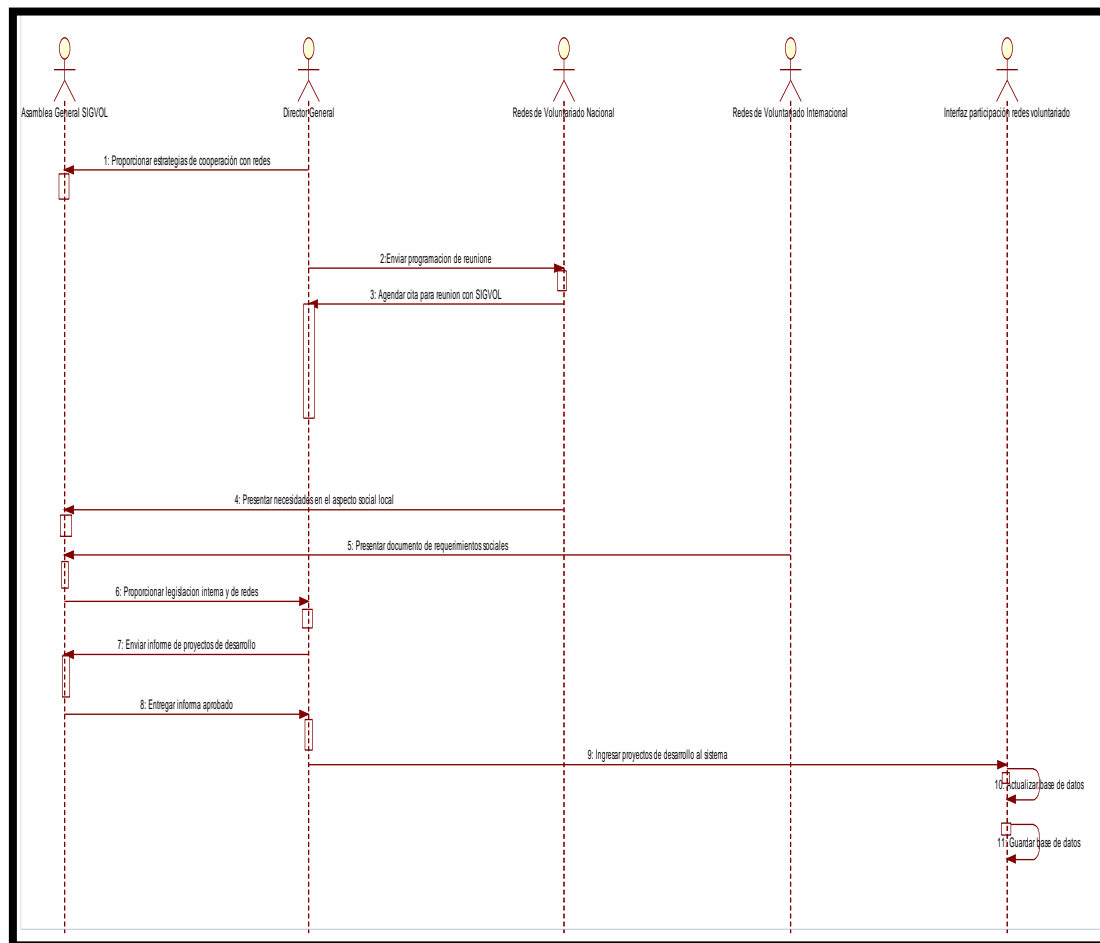 Asamblea General SIGVOL
Director General
Redes de Voluntariado Nacional
Redes de Voluntariado Internacional
Interfaz participación redes voluntariado
1: Proporcionar estrategias de cooperación con redes
2:Enviar programacion de reunione
3: Agendar cita para reunion con SIGVOL
4: Presentar necesidades en el aspecto social local
5: Presentar documento de requerimientos sociales
6: Proporcionar legislacion interna y de redes
7: Enviar informe de proyectos de desarrollo
8: Entregar informa aprobado
9: Ingresar proyectos de desarrollo al sistema
10: Actualizar base de datos
11: Guardar base de datos